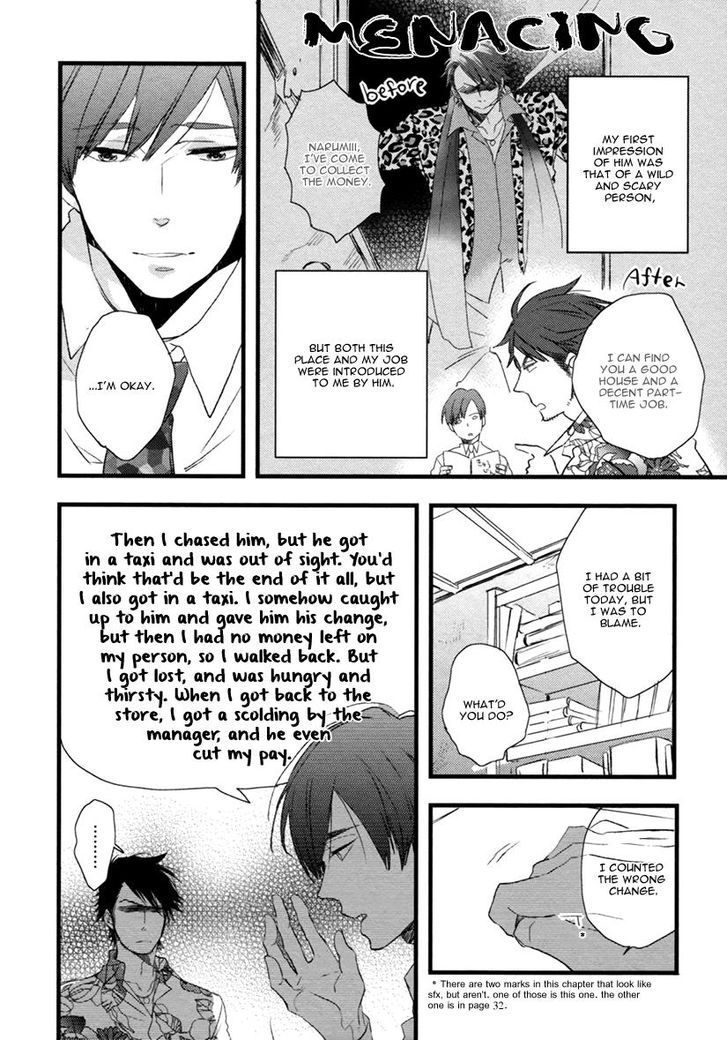 MENACING
MY FIRST
IMPRESSION
OF HIM WAS
THAT OF A WILD
AND SCARY
PERSON,
before
NARUMIII,
I'VE COME
TO COLLECT
THE MONEY.
After
I CAN FIND
YOU A GOOD
HOUSE AND A
DECENT PART-
TIME JOB.
BUT BOTH THIS
PLACE AND MY JOB
WERE INTRODUCED
TO ME BY HIM.
...I'M OKAY.
I HAD A BIT
OF TROUBLE
TODAY, BUT
I WAS TO
BLAME.
WHAT'D
YOU DO?
I COUNTED
THE WRONG
CHANGE.
*
* There are two marks in this chapter that look like
sfx, but aren't. one of those is this one. the other
one is in page 32.
Then I chased him, but he got
in a taxi and was out of sight. You'd
think that'd be the end of it all, but
I also got in a taxi. I somehow caught
up to him and gave him his change,
but then I had no money left on
my person, so I walked back. But
I got lost, and was hungry and
thirsty. When I got back to the
store, I got a scolding by the
manager, and he even
cut my pay.
......